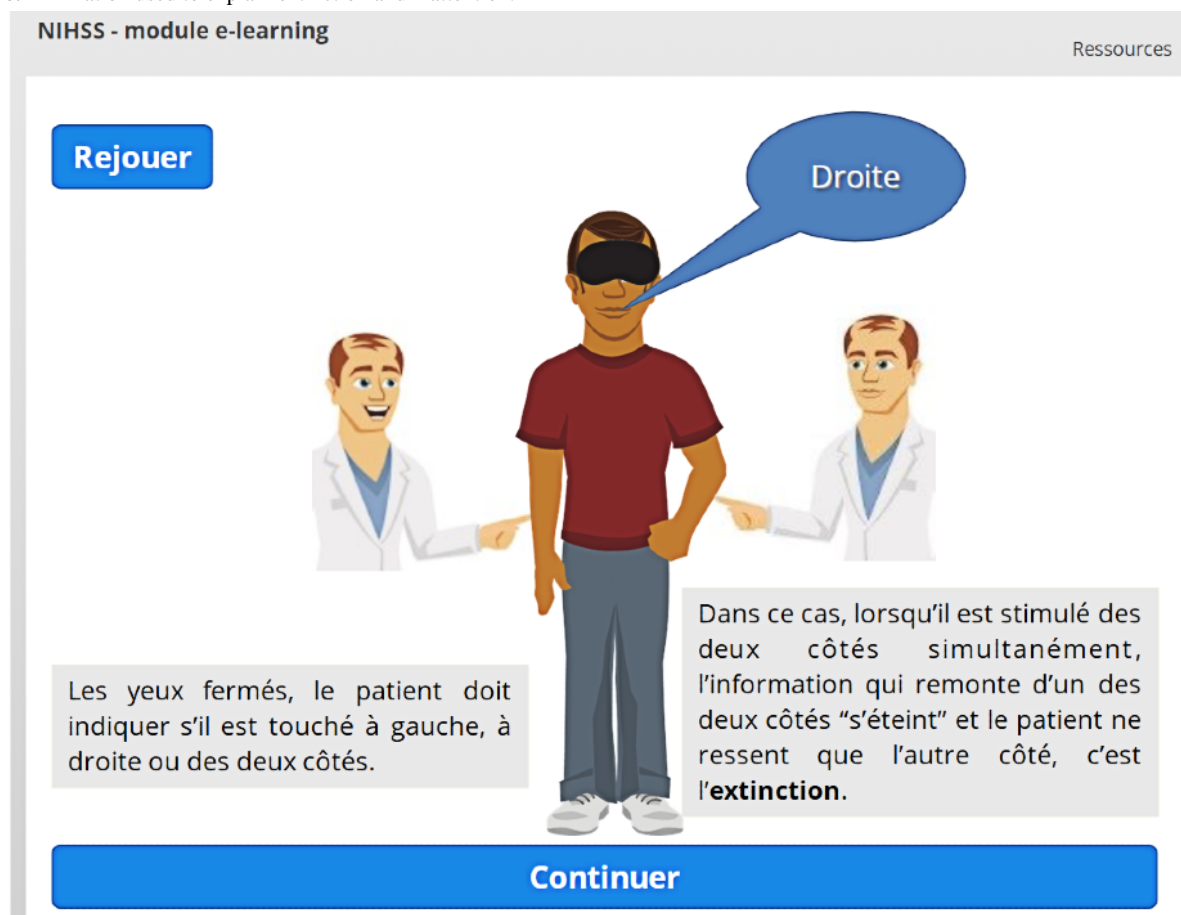 NIHSS - module e-learning
Ressources
Rejouer
Droite
Les yeux fermés, le patient doit
indiquer s'il est touché à gauche, à
droite ou des deux côtés.
Dans ce cas, lorsqu'il est stimulé des
deux côtés simultanément,
l'information qui remonte d'un des
deux côtés “s'éteint” et le patient ne
ressent que l'autre côté, c'est
l'extinction.
Continuer